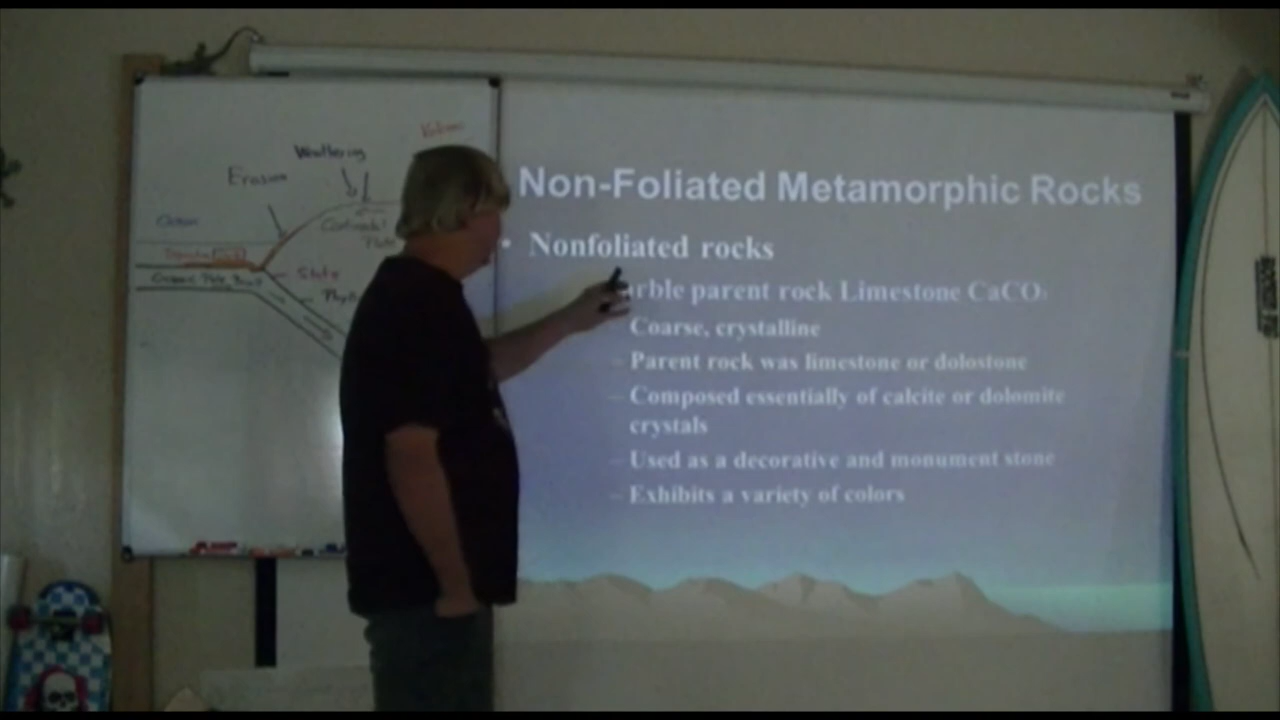 Weathering
Erosion
Ocean
Slate
Non-Foliated Metamorphic Rocks
• Nonfoliated rocks
rble parent rock Limestone CaCO₃
Coarse, crystalline
– Parent rock was limestone or dolostone
– Composed essentially of calcite or dolomite
crystals
– Used as a decorative and monument stone
– Exhibits a variety of colors